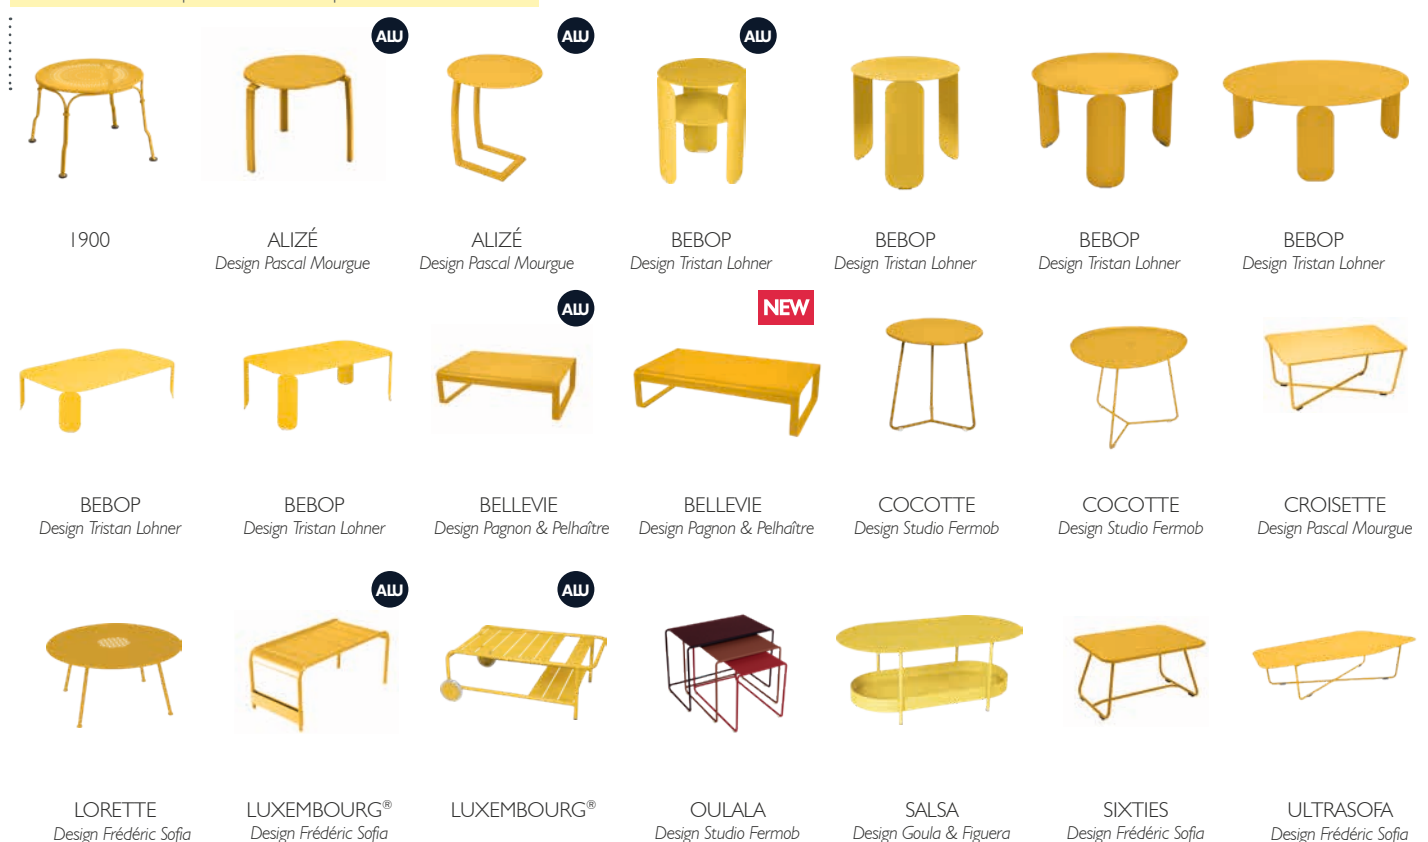 ALU
ALU
ALU
1900
ALIZÉ
Design Pascal Mourgue
ALIZÉ
Design Pascal Mourgue
BEBOP
Design Tristan Lohner
BEBOP
Design Tristan Lohner
BEBOP
Design Tristan Lohner
BEBOP
Design Tristan Lohner
ALU
NEW
BEBOP
Design Tristan Lohner
BEBOP
Design Tristan Lohner
BELLEVIE
Design Pagnon & Pelhaître
BELLEVIE
Design Pagnon & Pelhaître
COCOTTE
Design Studio Fermob
COCOTTE
Design Studio Fermob
CROISETTE
Design Pascal Mourgue
ALU
ALU
LORETTE
Design Frédéric Sofia
LUXEMBOURG®
Design Frédéric Sofia
LUXEMBOURG®
OULALA
Design Studio Fermob
SALSA
Design Goula & Figuera
SIXTIES
Design Frédéric Sofia
ULTRASOFA
Design Frédéric Sofia